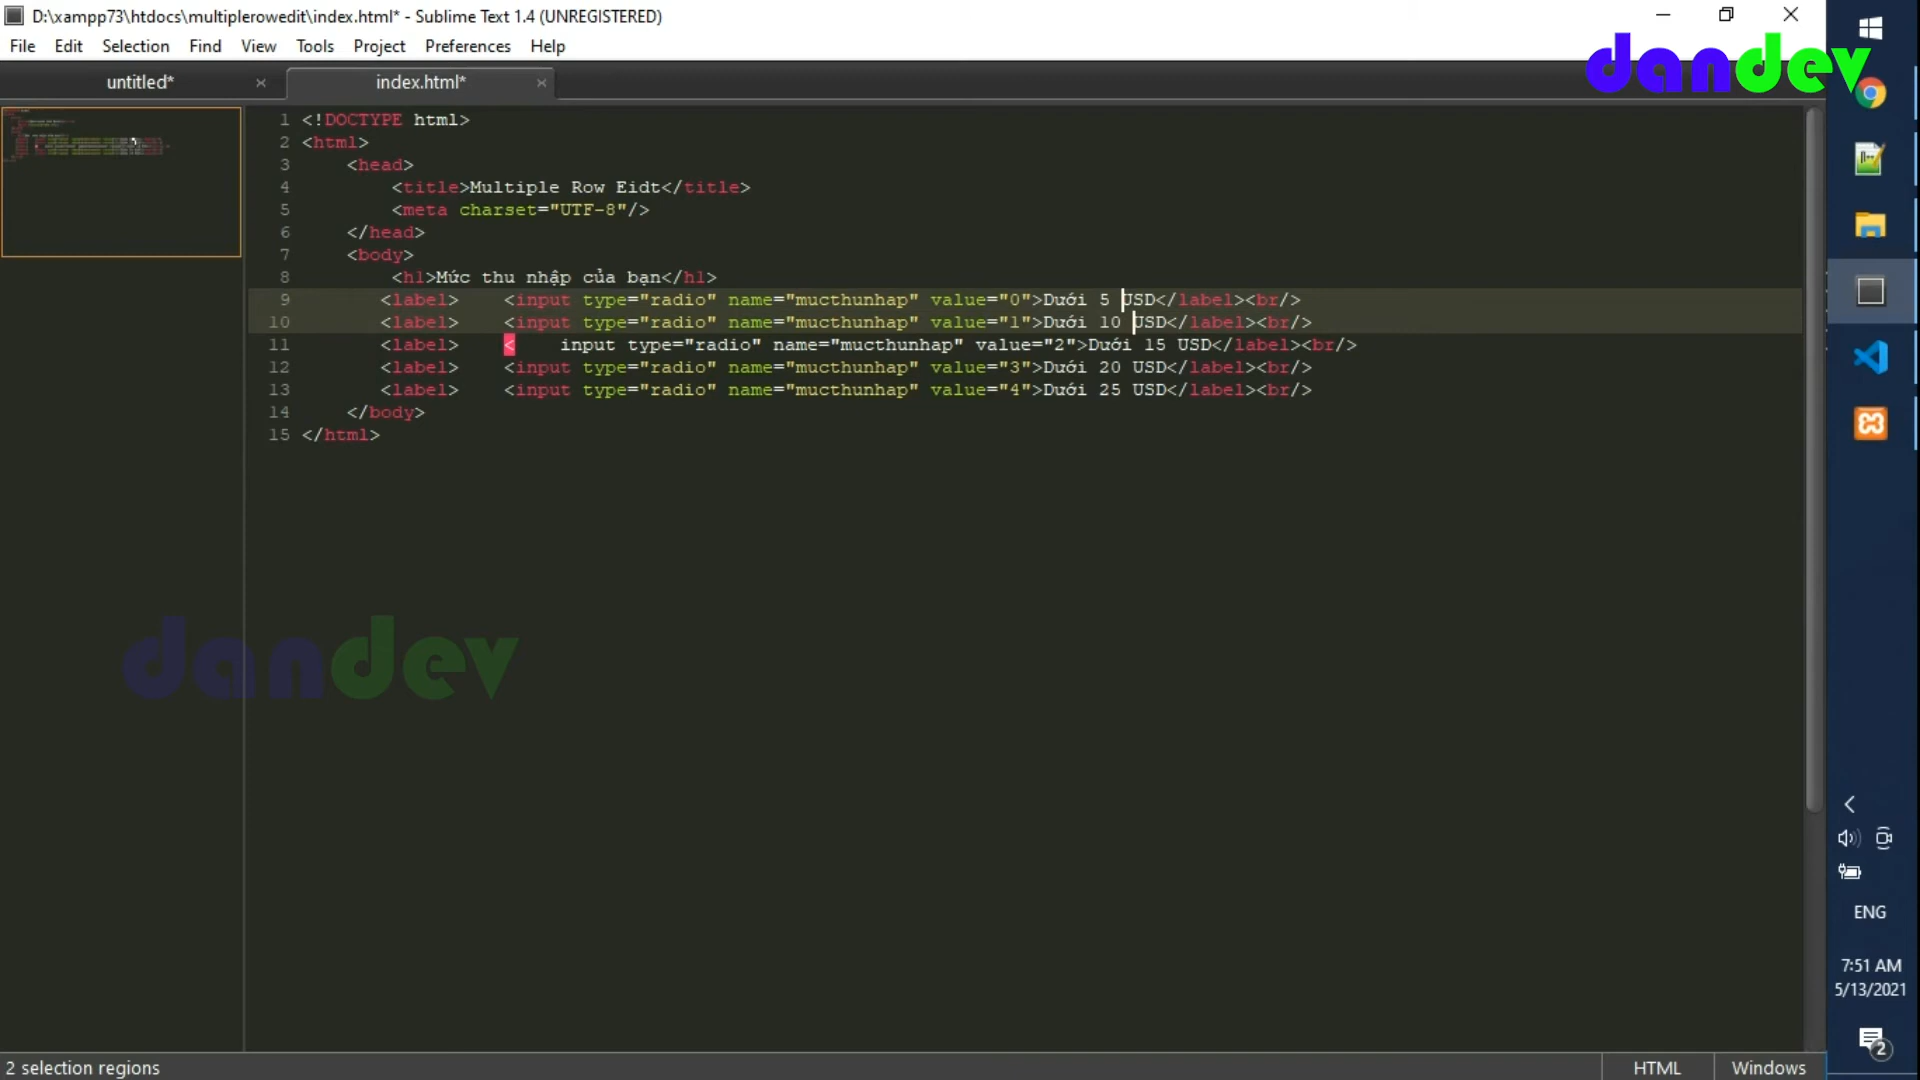 D:\xampp73\htdocs\multiplerowedit\index.html* - Sublime Text 1.4 (UNREGISTERED)
File Edit Selection Find View Tools Project Preferences Help
dandev
untitled* × index.html* ×
1 <!DOCTYPE html>
2 <html>
3 <head>
4 <title>Multiple Row Eidt</title>
5 <meta charset="UTF-8"/>
6 </head>
7 <body>
8 <h1>Mức thu nhập của bạn</h1>
9 <label> <input type="radio" name="mucthunhap" value="0">Dưới 5 USD</label><br/>
10 <label> <input type="radio" name="mucthunhap" value="1">Dưới 10 USD</label><br/>
11 <label> < input type="radio" name="mucthunhap" value="2">Dưới 15 USD</label><br/>
12 <label> <input type="radio" name="mucthunhap" value="3">Dưới 20 USD</label><br/>
13 <label> <input type="radio" name="mucthunhap" value="4">Dưới 25 USD</label><br/>
14 </body>
15 </html>
dandev
ENG
7:51 AM
5/13/2021
2
2 selection regions HTML Windows